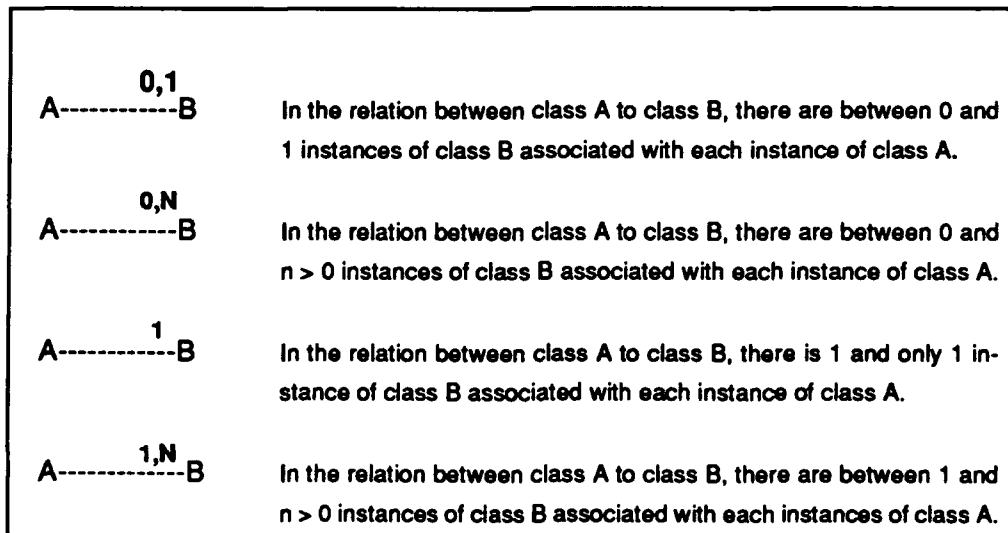 0,1
A------------B In the relation between class A to class B, there are between 0 and
1 instances of class B associated with each instance of class A.
0,N
A------------B In the relation between class A to class B, there are between 0 and
n > 0 instances of class B associated with each instance of class A.
1
A------------B In the relation between class A to class B, there is 1 and only 1 in-
stance of class B associated with each instance of class A.
1,N
A-------------B In the relation between class A to class B, there are between 1 and
n > 0 instances of class B associated with each instances of class A.